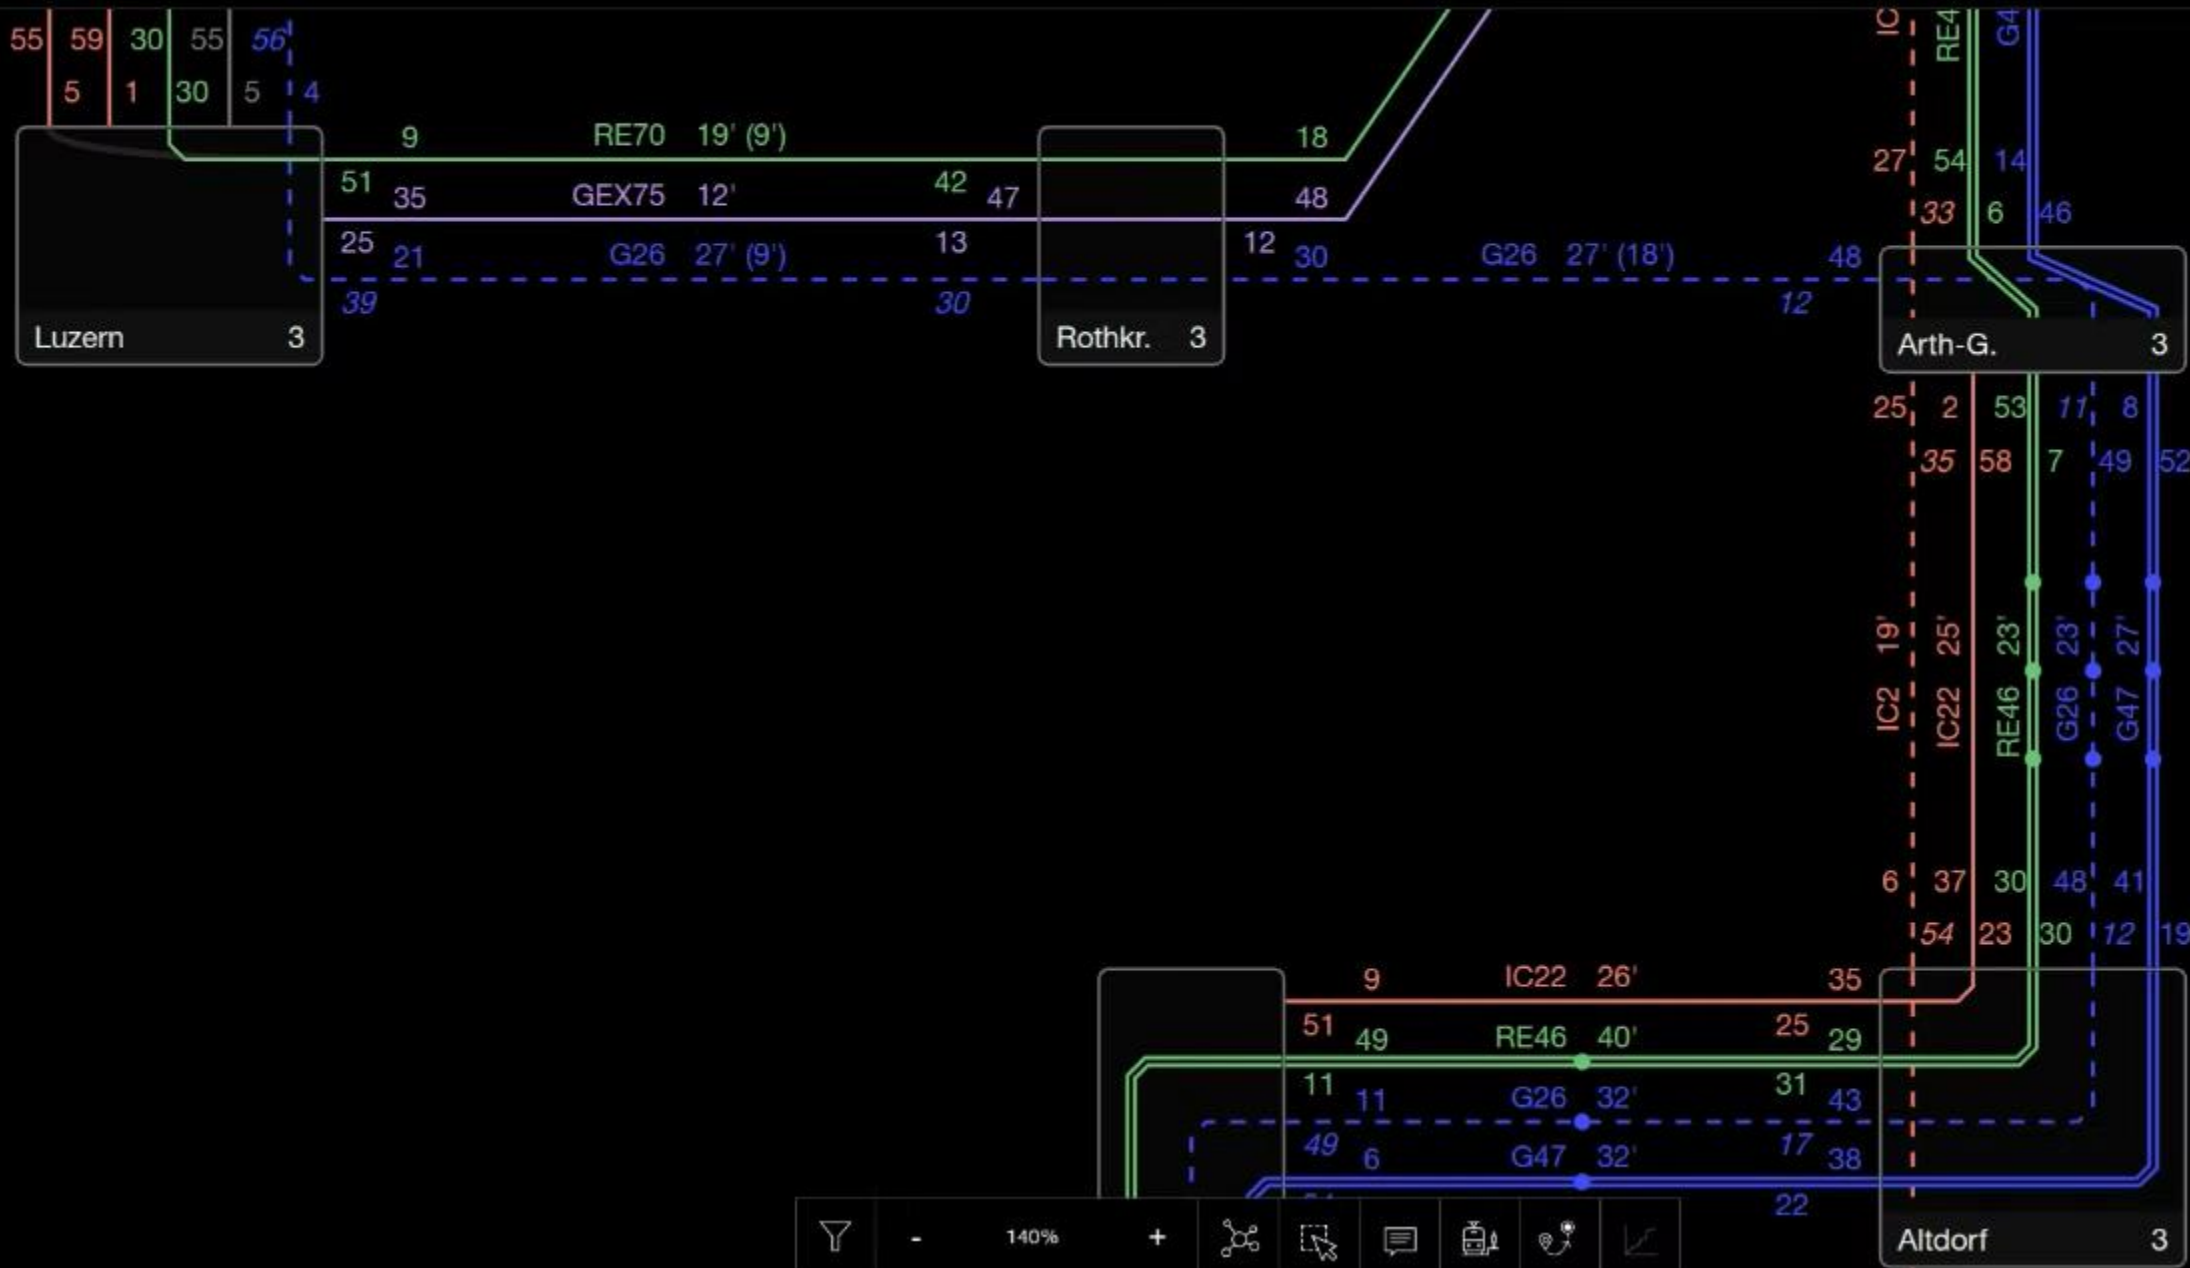 55 59 30 55 56 IC RE4 G4
5 1 30 5 4
9 RE70 19' (9') 18
27 54 14
51 42
35 GEX75 12' 47 48
33 6 46
25 13 12
21 G26 27' (9') 30 G26 27' (18') 48
39 30 12
Luzern 3 Rothkr. 3 Arth-G. 3
25 2 53 11 8
35 58 7 49 52
IC2 19' IC22 25' RE46 23' G26 23' G47 27'
6 37 30 48 41
54 23 30 12 19
9 IC22 26' 35
51 25
49 RE46 40' 29
11 31
11 G26 32' 43
49 17
6 G47 32' 38
22
- 140% +
Altdorf 3